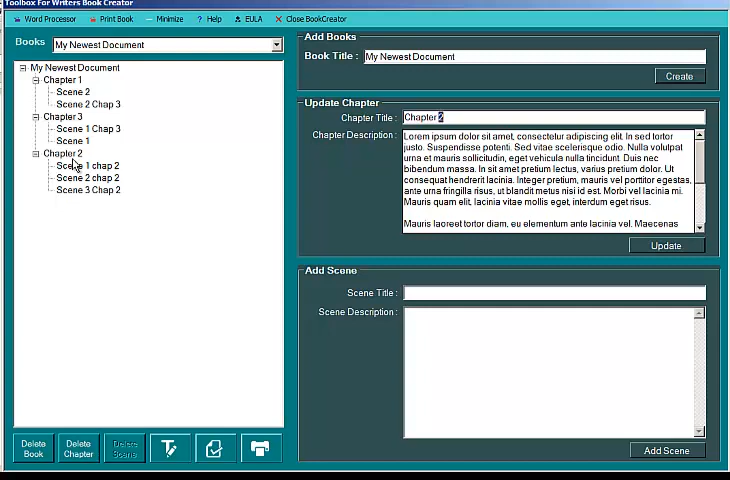 Toolbox For Writers Book Creator
Word Processor Print Book Minimize ? Help EULA Close BookCreator
Books My Newest Document
My Newest Document
Chapter 1
Scene 2
Scene 2 Chap 3
Chapter 3
Scene 1 Chap 3
Scene 1
Chapter 2
Scene 1 chap 2
Scene 2 chap 2
Scene 3 Chap 2
Delete Book
Delete Chapter
Delete Scene
Add Books
Book Title : My Newest Document
Create
Update Chapter
Chapter Title : Chapter 2
Chapter Description :
Lorem ipsum dolor sit amet, consectetur adipiscing elit. In sed tortor
justo. Suspendisse potenti. Sed vitae scelerisque odio. Nulla volutpat
urna et mauris sollicitudin, eget vehicula nulla tincidunt. Duis nec
bibendum massa. In sit amet pretium lectus, varius pretium dolor. Ut
consequat hendrerit lacinia. Integer pretium, mauris vel porttitor egestas,
ante urna fringilla risus, ut blandit metus nisi id est. Morbi vel lacinia mi.
Mauris quam elit, lacinia vitae mollis eget, interdum eget risus.
Mauris laoreet tortor diam, eu elementum ante lacinia vel. Maecenas
Update
Add Scene
Scene Title :
Scene Description :
Add Scene